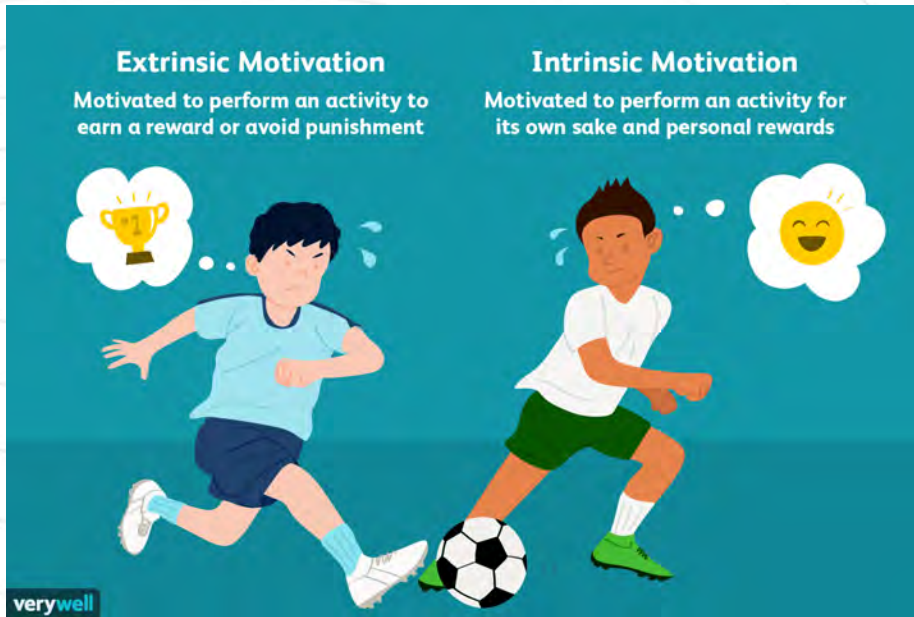 Extrinsic Motivation
Motivated to perform an activity to
earn a reward or avoid punishment
Intrinsic Motivation
Motivated to perform an activity for
its own sake and personal rewards
1
verywell